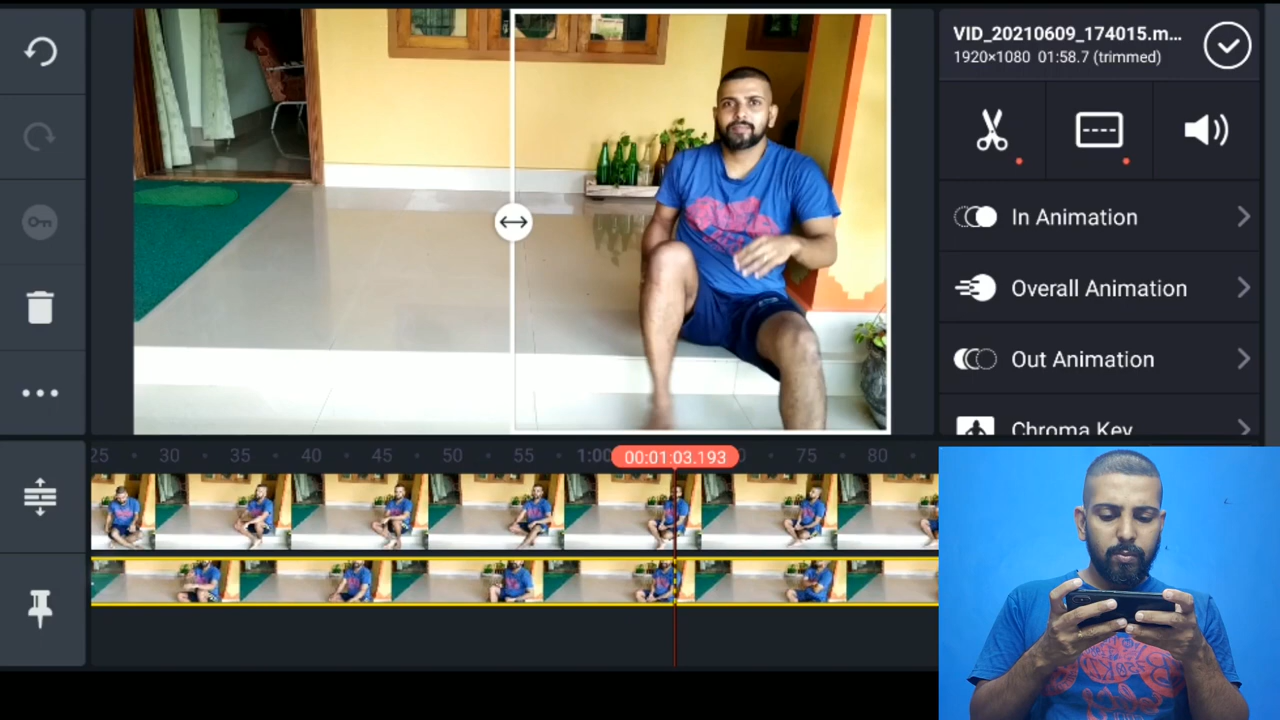 VID_20210609_174015.m...
1920×1080 01:58.7 (trimmed)
In Animation
Overall Animation
Out Animation
Chroma Key
25 30 35 40 45 50 55 1:00 75 80
00:01:03.193